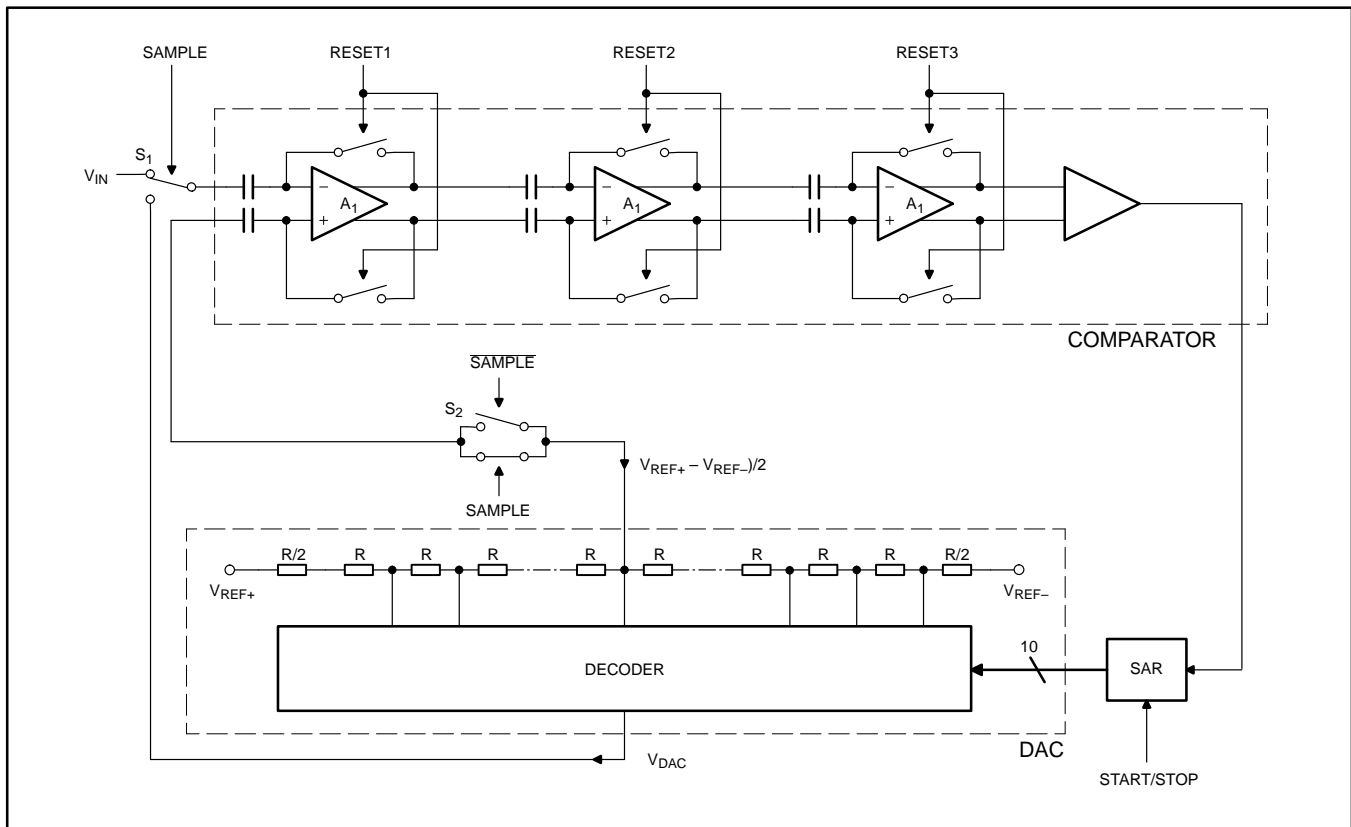 SAMPLE
RESET1
RESET2
RESET3
S1
VIN
−
A1
+
−
A1
+
−
A1
+
COMPARATOR
S̅A̅M̅P̅L̅E̅
S2
VREF+ – VREF–)/2
SAMPLE
R/2 R R R R R R R R R/2
VREF+
VREF–
DECODER
10
SAR
DAC
VDAC
START/STOP